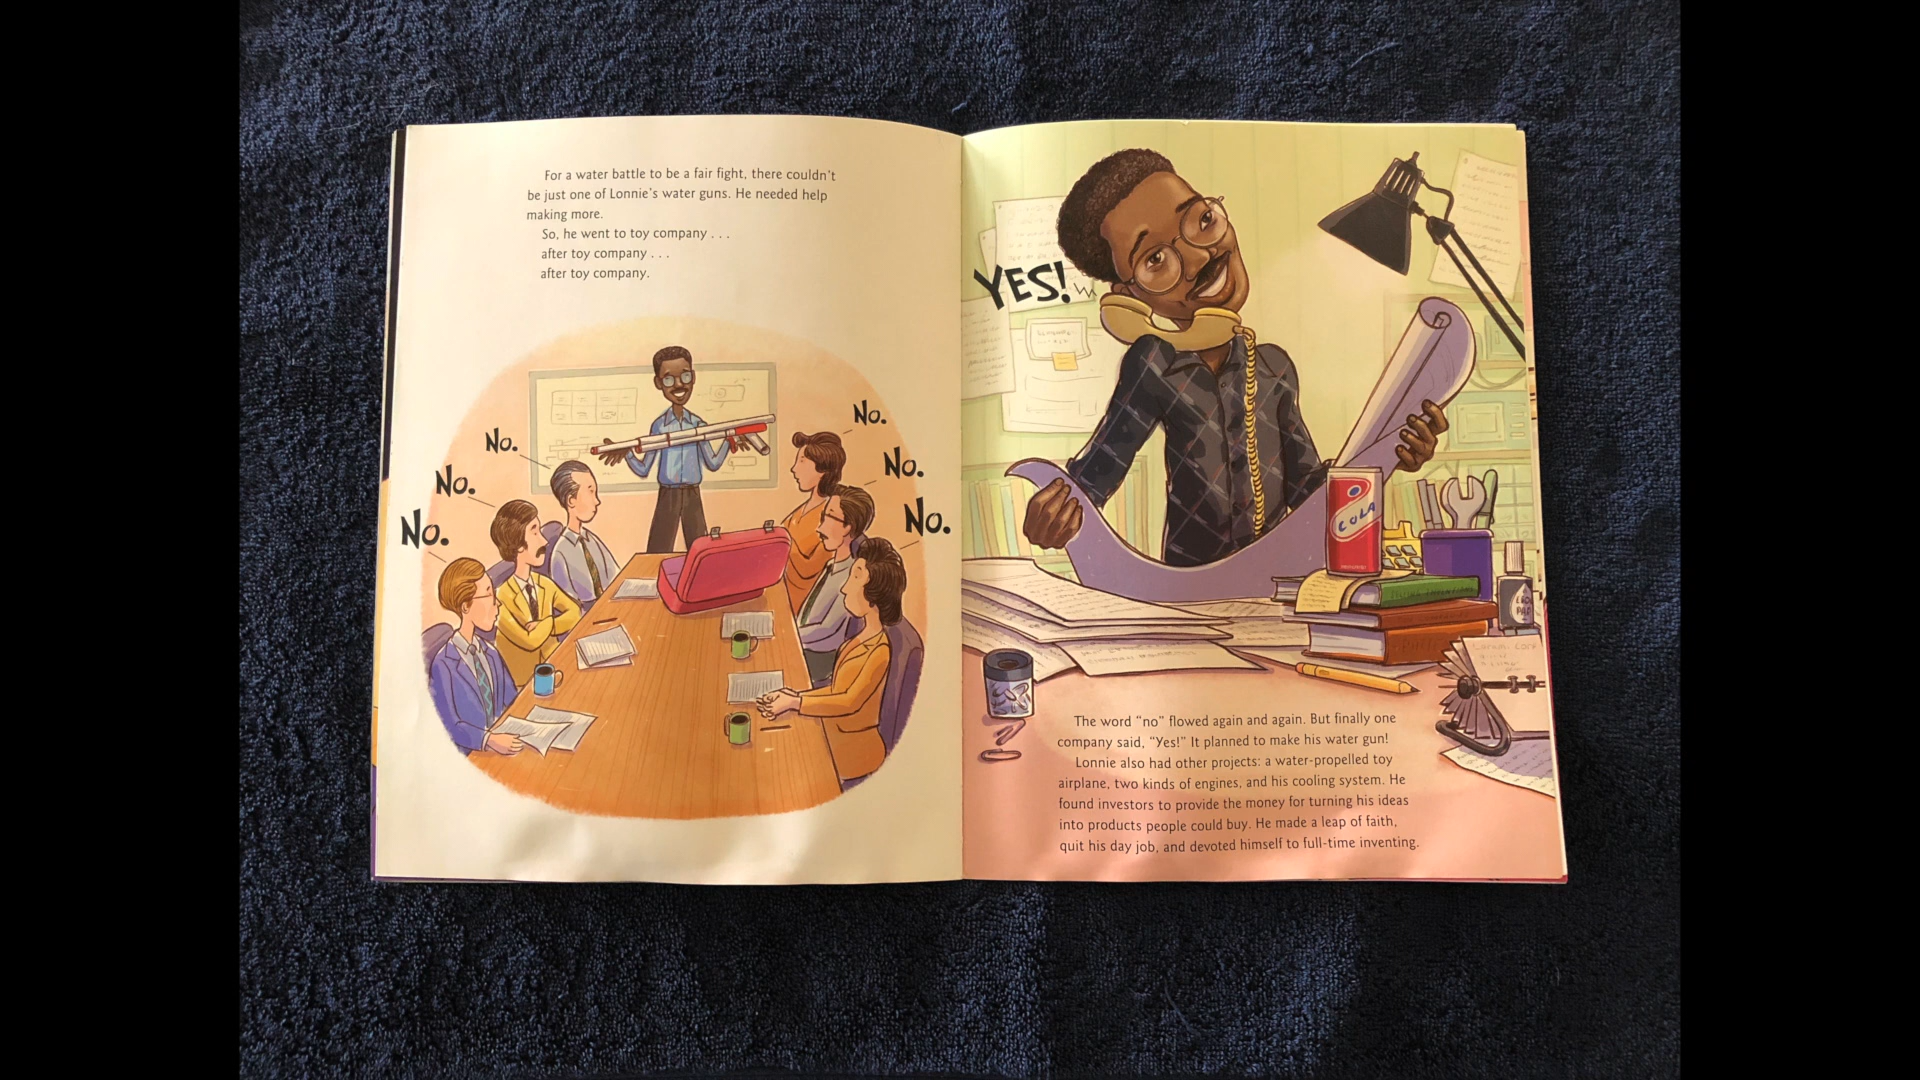 For a water battle to be a fair fight, there couldn't
be just one of Lonnie's water guns. He needed help
making more.
So, he went to toy company . . .
after toy company . . .
after toy company.
No.
No.
No.
No.
No.
No.
YES!
COLA
The word "no" flowed again and again. But finally one
company said, "Yes!" It planned to make his water gun!
Lonnie also had other projects: a water-propelled toy
airplane, two kinds of engines, and his cooling system. He
found investors to provide the money for turning his ideas
into products people could buy. He made a leap of faith,
quit his day job, and devoted himself to full-time inventing.